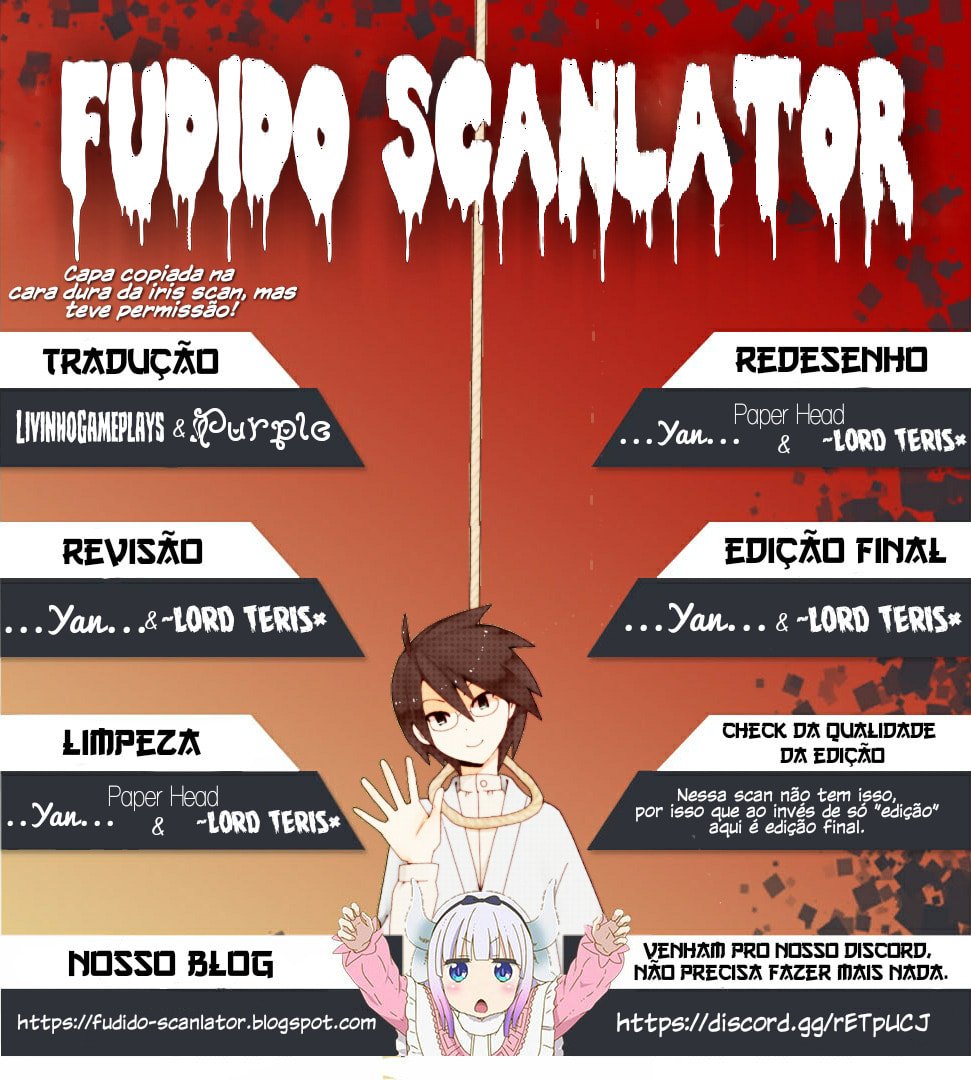 FUDIDO SCANLATOR
Capa copiada na
cara dura da iris scan, mas
teve permissão!
TRADUÇÃO
LIVINHOGAMEPLAYS & Purple
REVISÃO
...Yan...& ~LORD TERIS*
LIMPEZA
Paper Head
..Yan... & ~LORD TERIS*
NOSSO BLOG
https://fudido-scanlator.blogspot.com
REDESENHO
Paper Head
...Yan... & ~LORD TERIS*
EDIÇÃO FINAL
...Yan... & ~LORD TERIS*
CHECK DA QUALIDADE
DA EDIÇÃO
Nessa scan não tem isso,
por isso que ao invés de só "edição"
aqui é edição final.
VENHAM PRO NOSSO DISCORD,
NÃO PRECISA FAZER MAIS NADA.
https://discord.gg/rETpUCJ